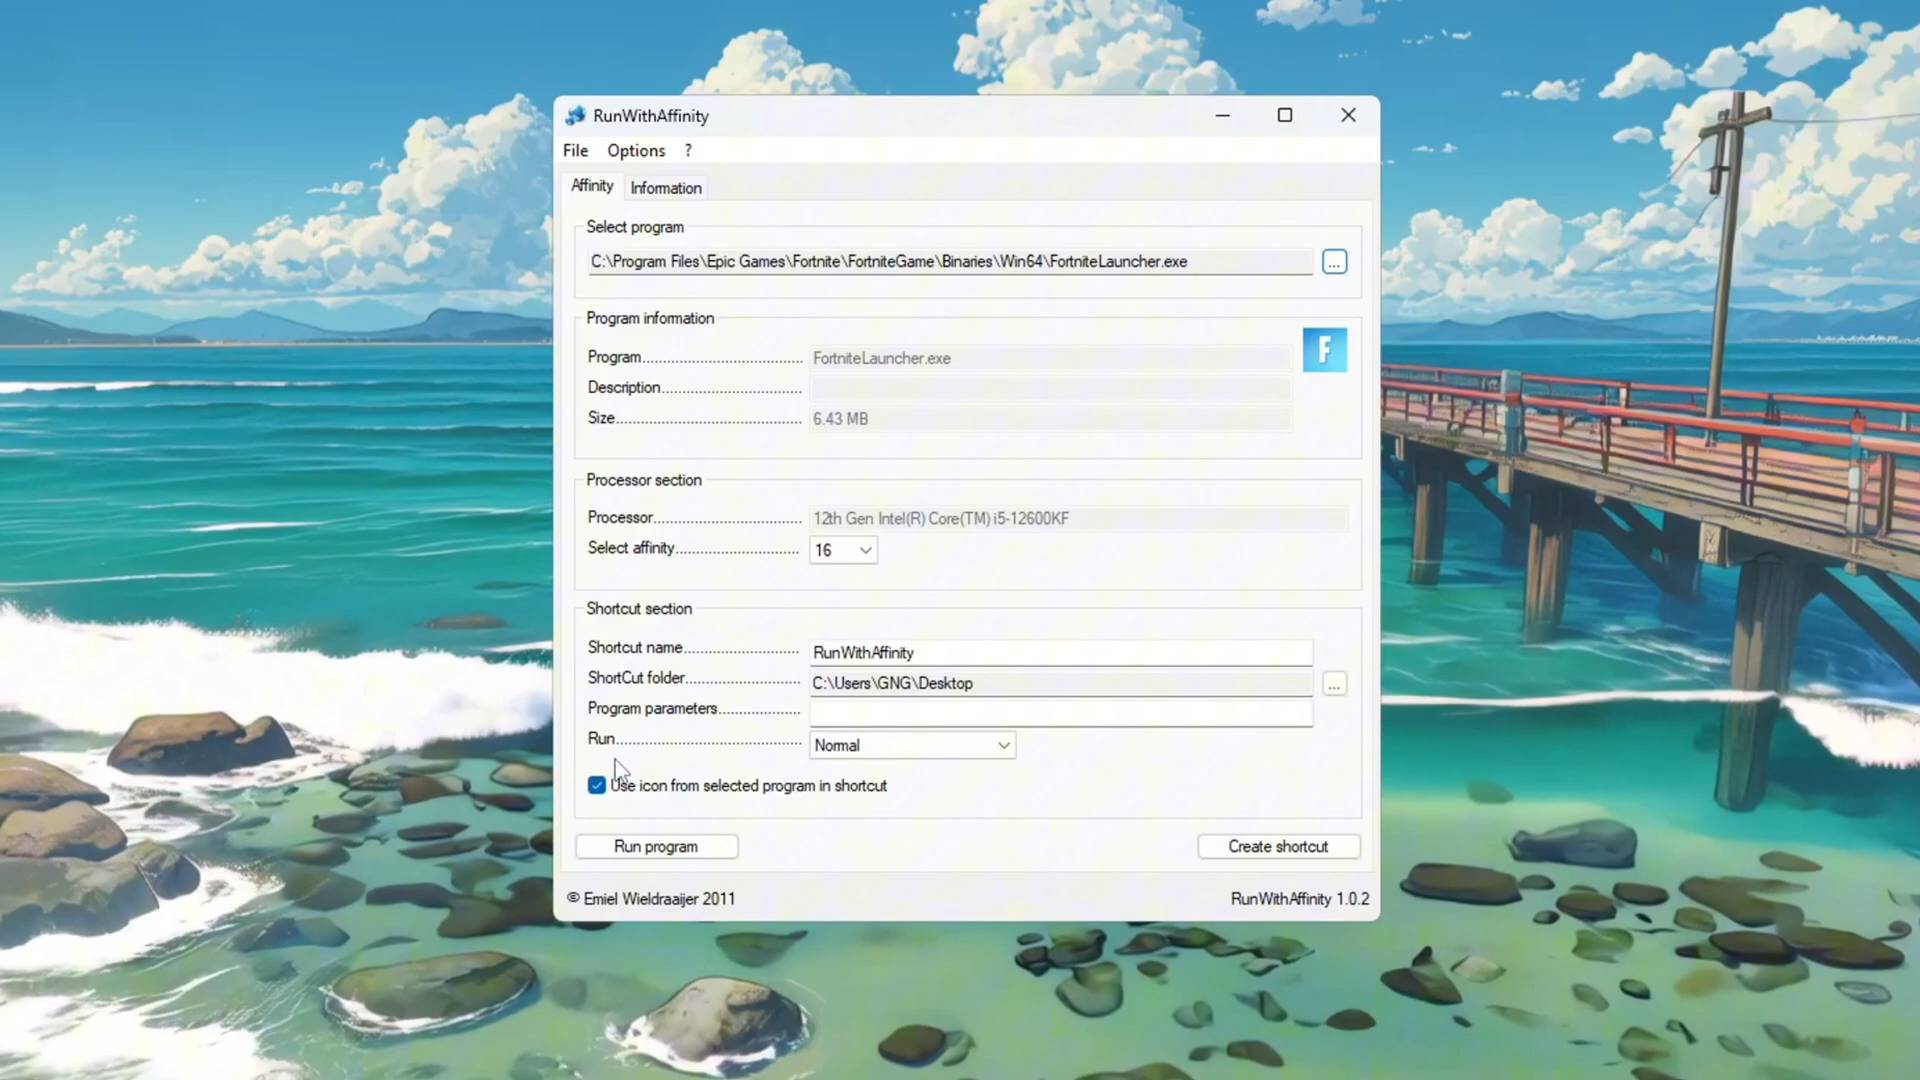 RunWithAffinity
File Options ?
Affinity Information
Select program
C:\Program Files\Epic Games\Fortnite\FortniteGame\Binaries\Win64\FortniteLauncher.exe ...
Program information
F
Program.................................... FortniteLauncher.exe
Description...............................
Size.......................................... 6.43 MB
Processor section
Processor.................................. 12th Gen Intel(R) Core(TM) i5-12600KF
Select affinity............................ 16
Shortcut section
Shortcut name.......................... RunWithAffinity
ShortCut folder.......................... C:\Users\GNG\Desktop ...
Program parameters..................
Run.......................................... Normal
Use icon from selected program in shortcut
Run program Create shortcut
© Emiel Wieldraaijer 2011 RunWithAffinity 1.0.2